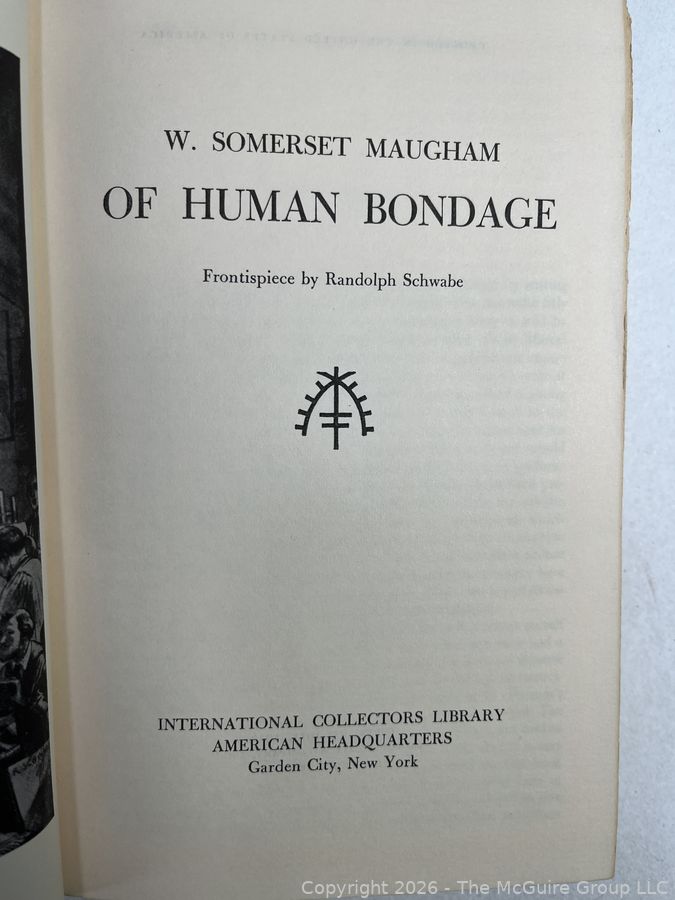 W. SOMERSET MAUGHAM
OF HUMAN BONDAGE
Frontispiece by Randolph Schwabe
INTERNATIONAL COLLECTORS LIBRARY
AMERICAN HEADQUARTERS
Garden City, New York
Copyright 2026 - The McGuire Group LLC